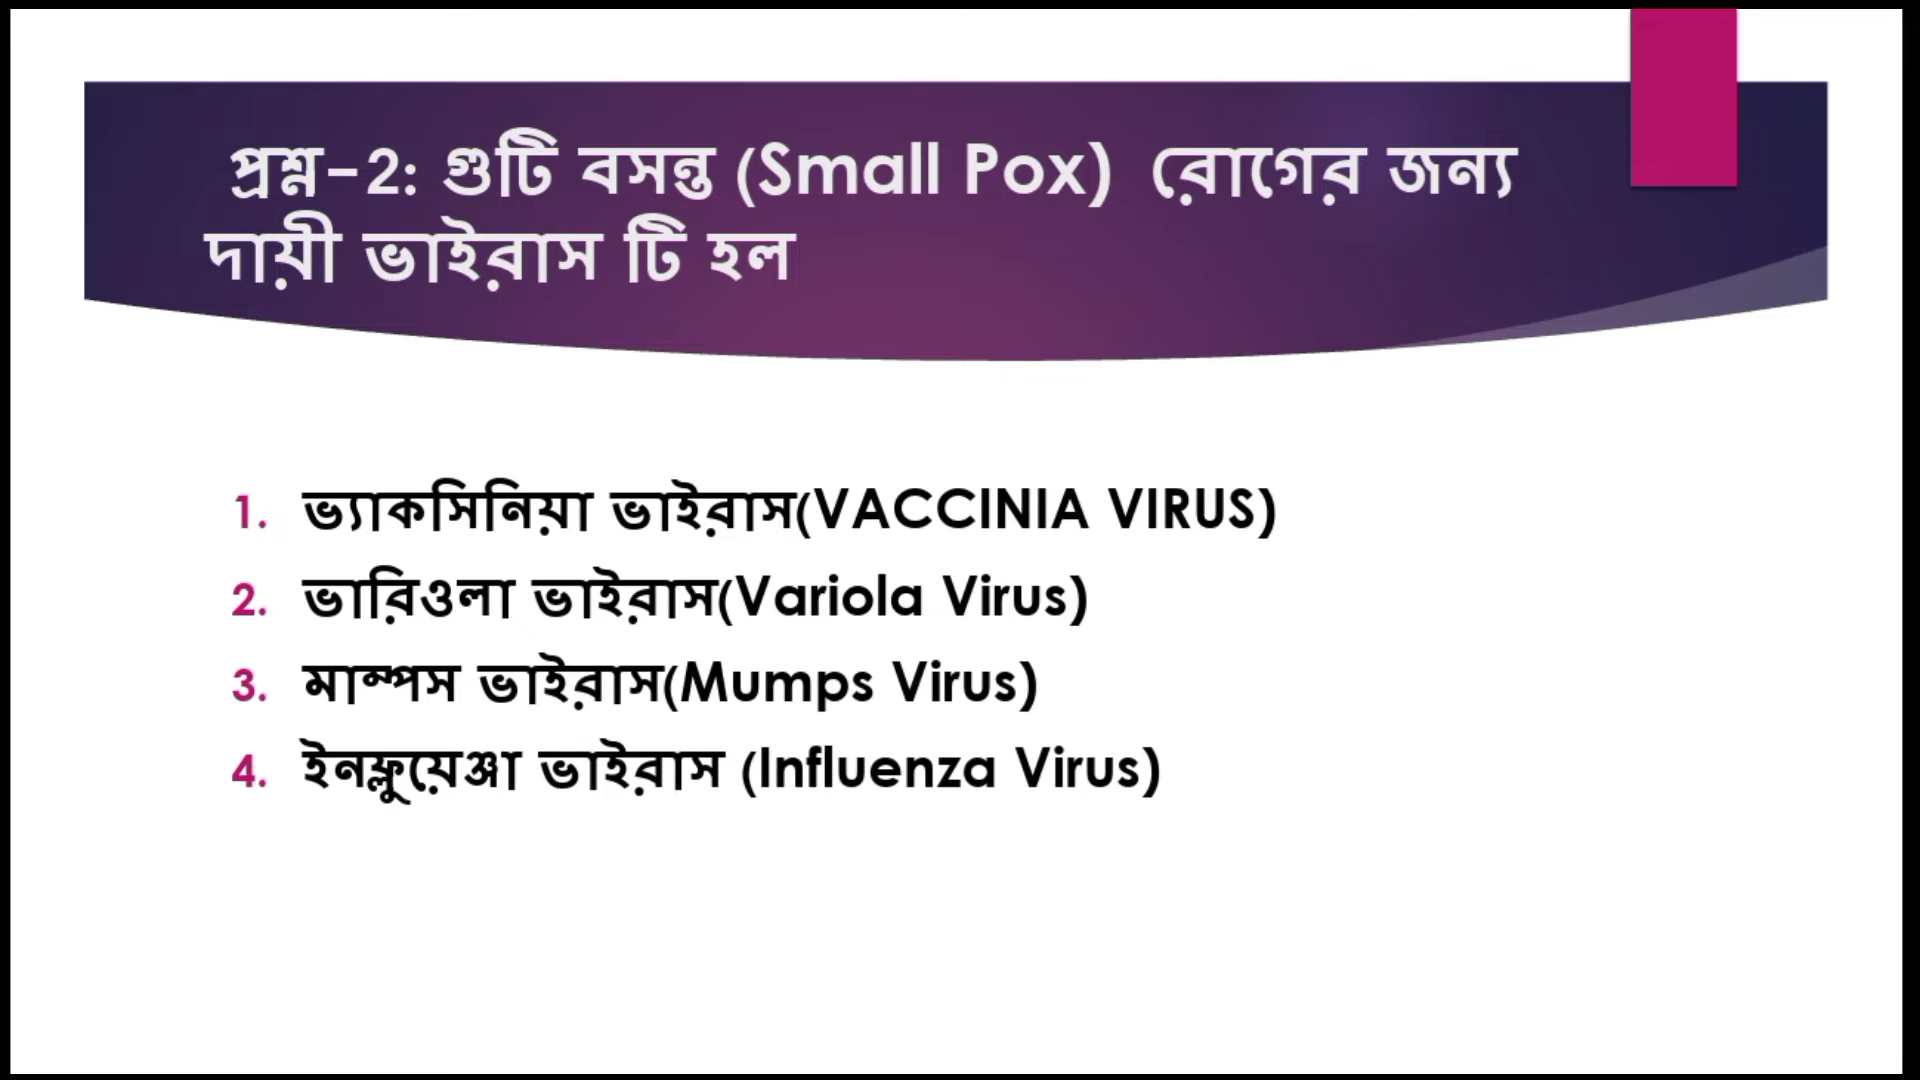 প্রশ্ন-2: গুটি বসন্ত (Small Pox) রোগের জন্য
দায়ী ভাইরাস টি হল
1. ভ্যাকসিনিয়া ভাইরাস(VACCINIA VIRUS)
2. ভারিওলা ভাইরাস(Variola Virus)
3. মাম্পস ভাইরাস(Mumps Virus)
4. ইনফ্লুয়েঞ্জা ভাইরাস (Influenza Virus)